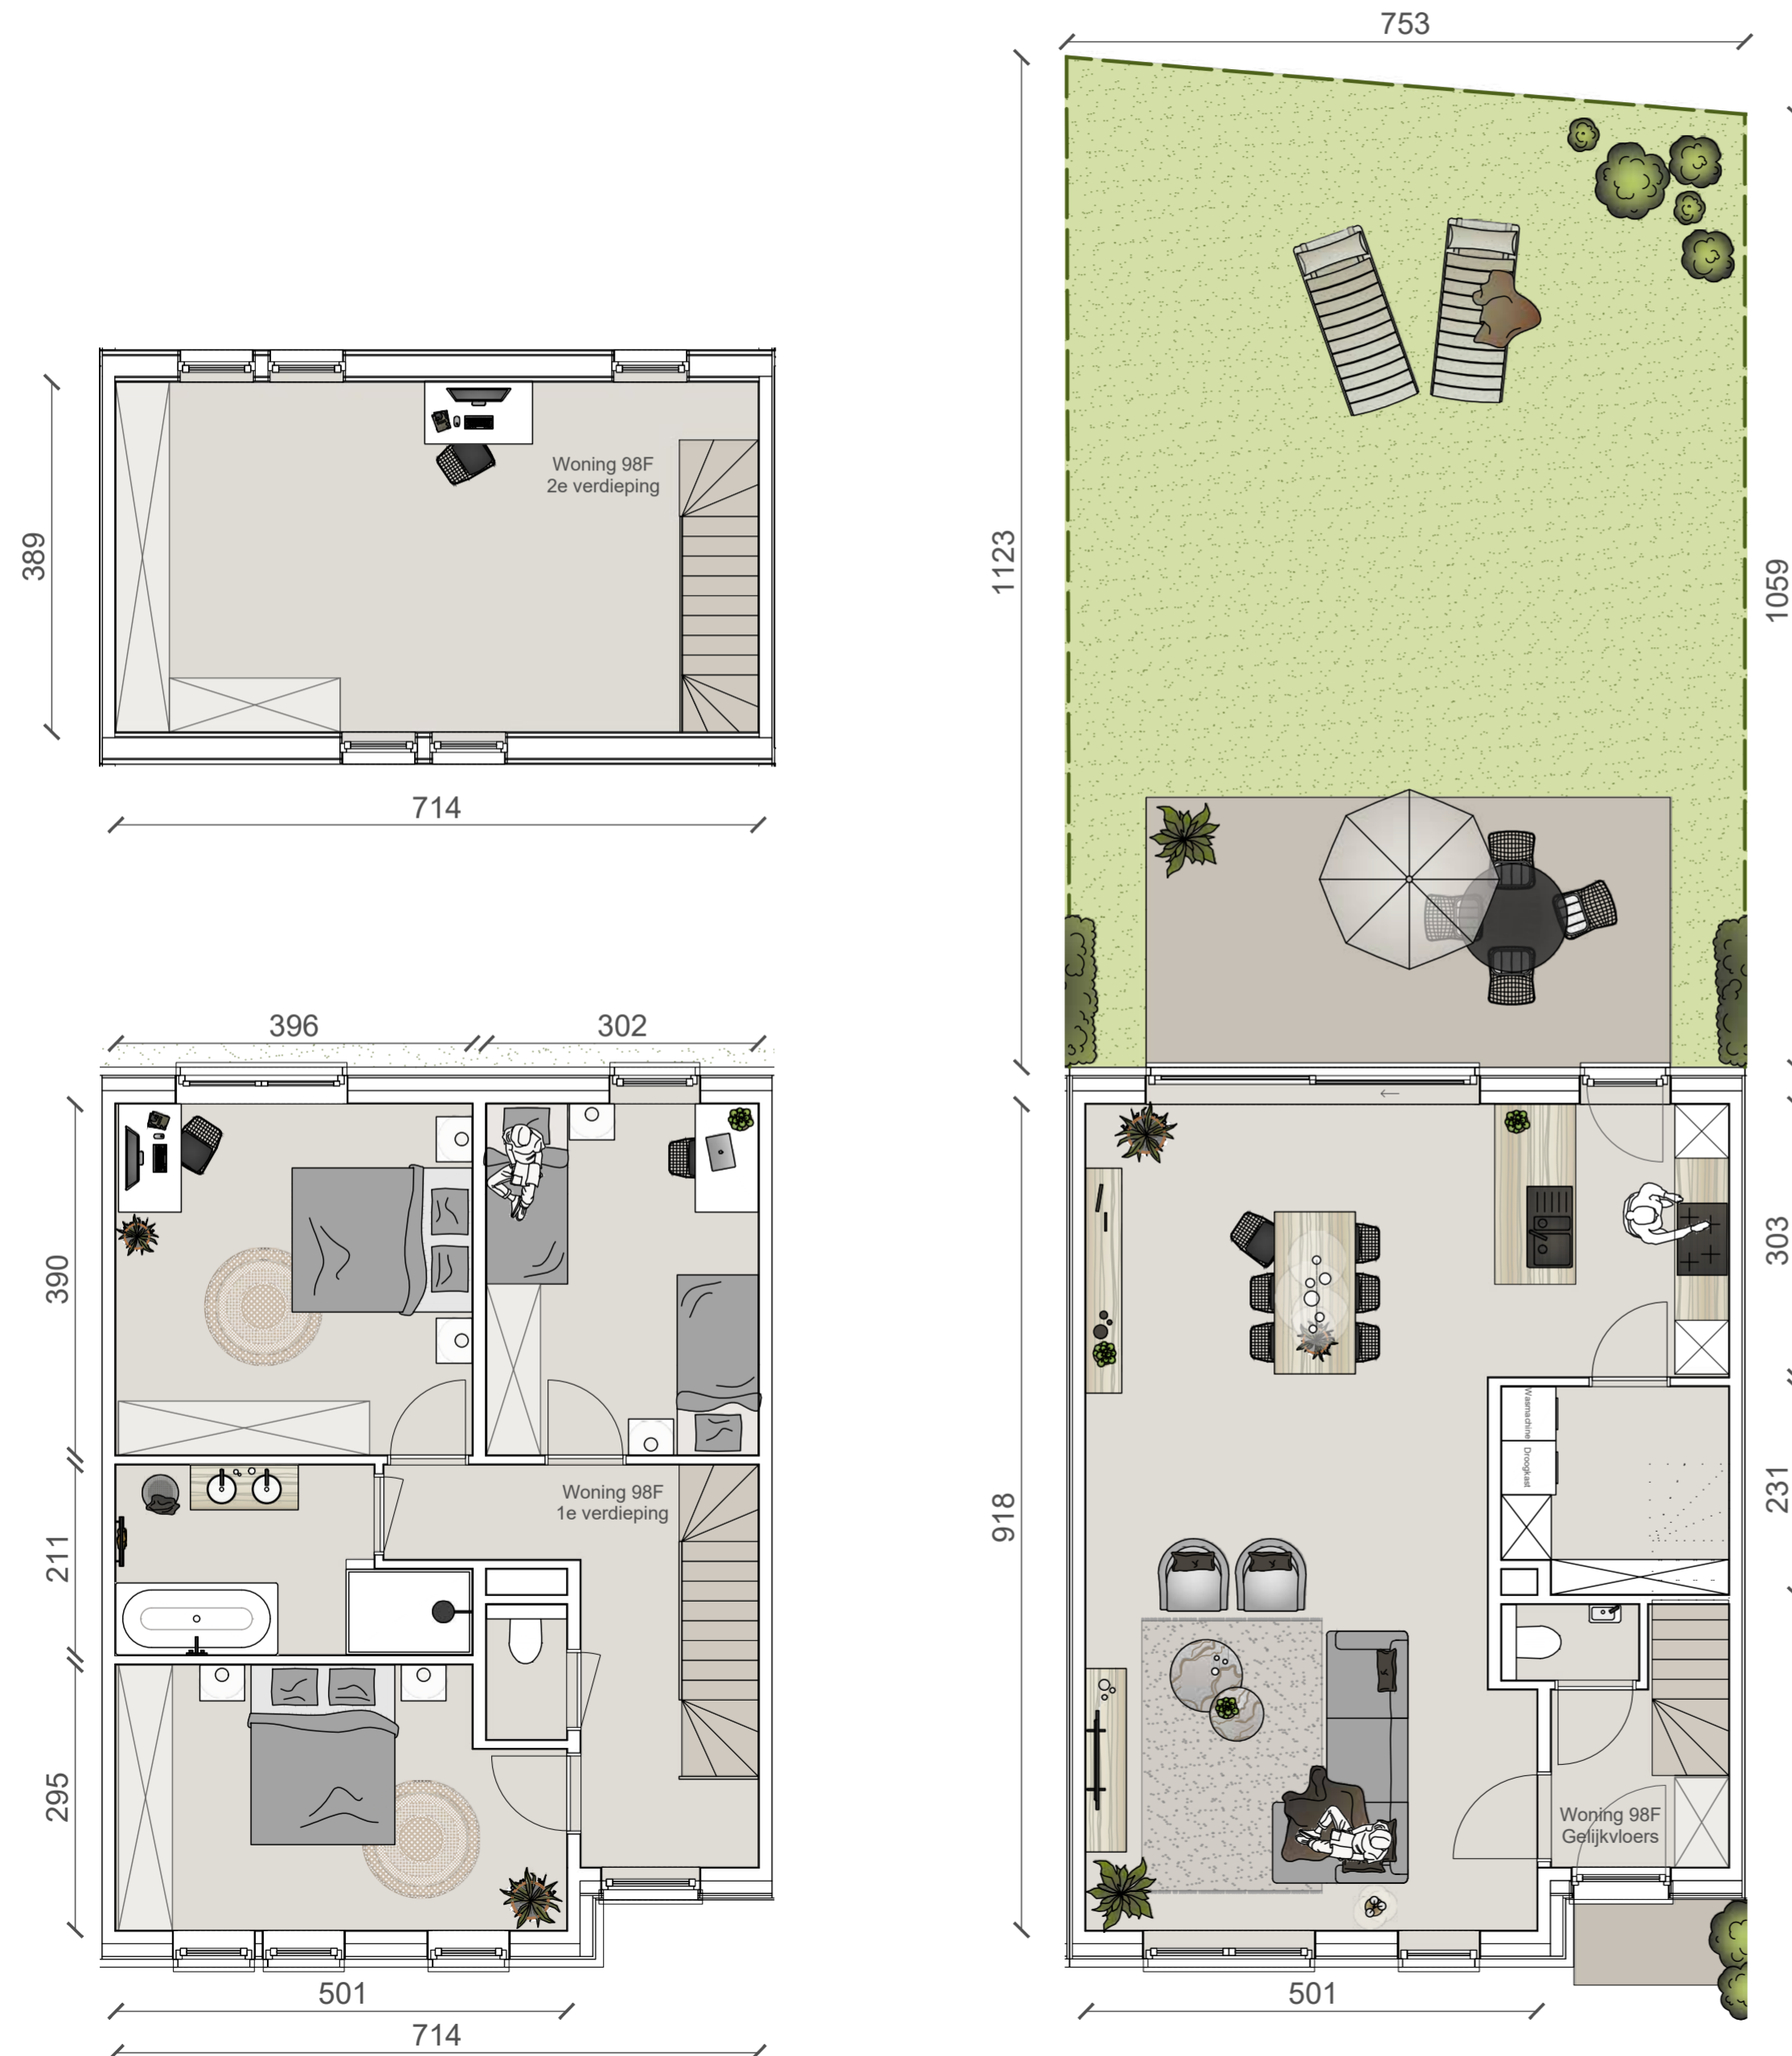 753
1123
1059
389
Woning 98F
2e verdieping
714
396
302
390
211
295
Woning 98F
1e verdieping
501
714
918
303
231
Wasmachine
Droogkast
Woning 98F
Gelijkvloers
501